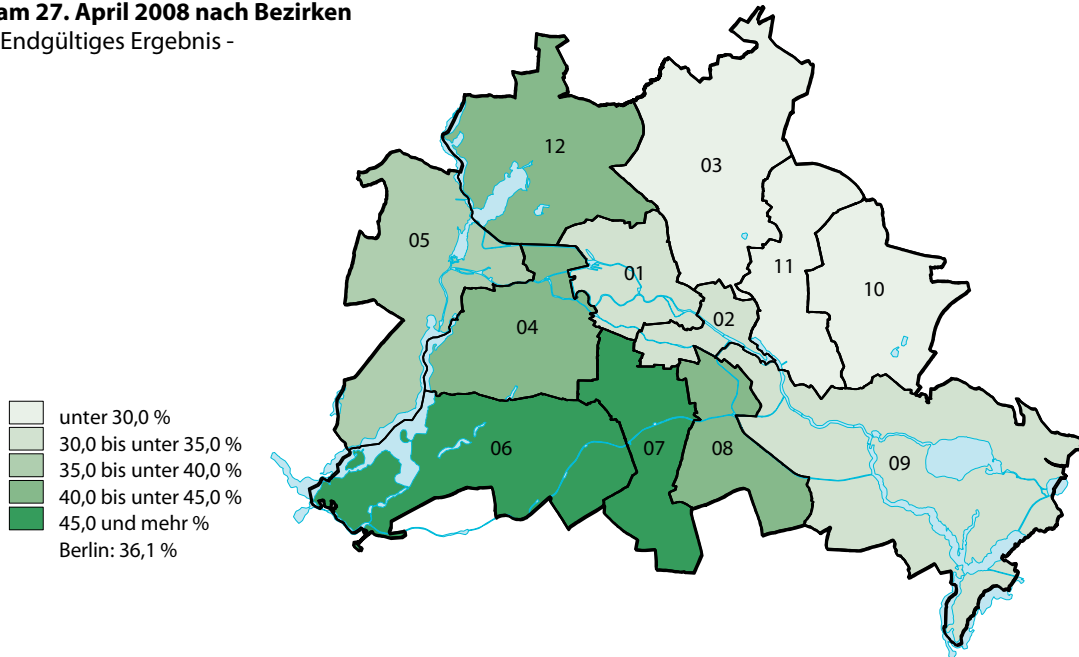 am 27. April 2008 nach Bezirken
Endgültiges Ergebnis -
12
03
05
01
11
10
02
04
06
07
08
09
unter 30,0 %
30,0 bis unter 35,0 %
35,0 bis unter 40,0 %
40,0 bis unter 45,0 %
45,0 und mehr %
Berlin: 36,1 %